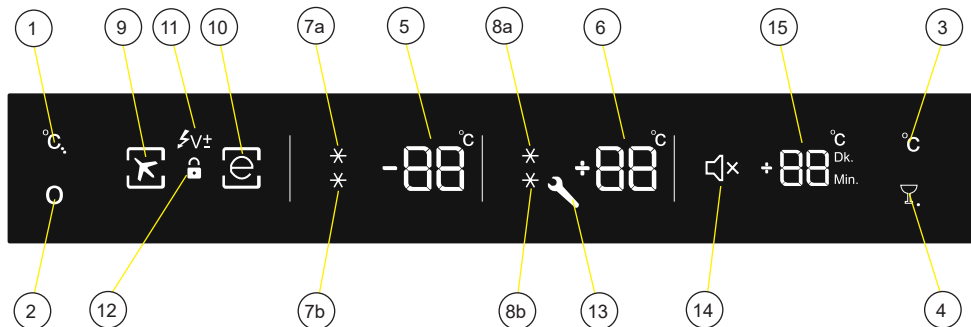 1 9 11 10 7a 5 8a 6 15 3
°C V± °C °C °C °C
e -88 +88 +88 Dk.
O Min.
2 12 7b 8b 13 14 4